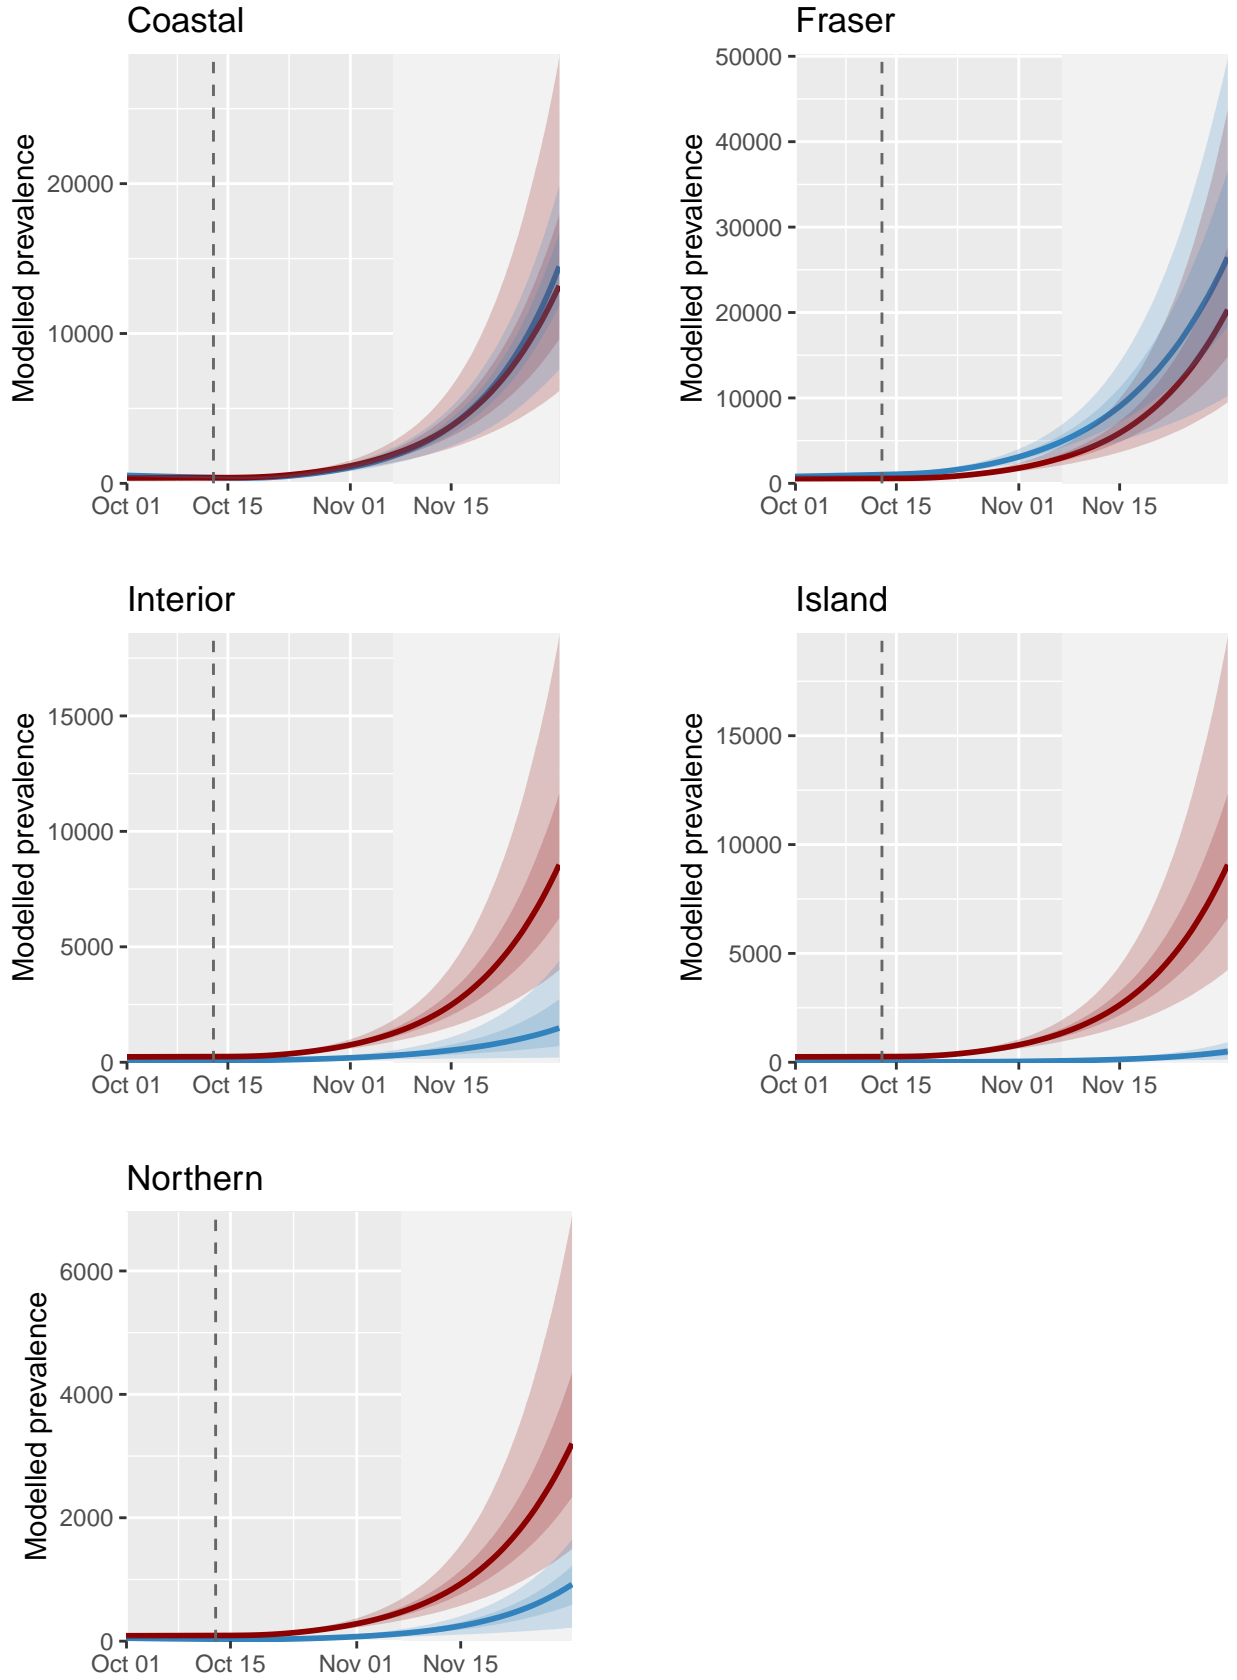 Coastal
Modelled prevalence
20000
10000
0
Oct 01 Oct 15 Nov 01 Nov 15
Fraser
Modelled prevalence
50000
40000
30000
20000
10000
0
Oct 01 Oct 15 Nov 01 Nov 15
Interior
Modelled prevalence
15000
10000
5000
0
Oct 01 Oct 15 Nov 01 Nov 15
Island
Modelled prevalence
15000
10000
5000
0
Oct 01 Oct 15 Nov 01 Nov 15
Northern
Modelled prevalence
6000
4000
2000
0
Oct 01 Oct 15 Nov 01 Nov 15